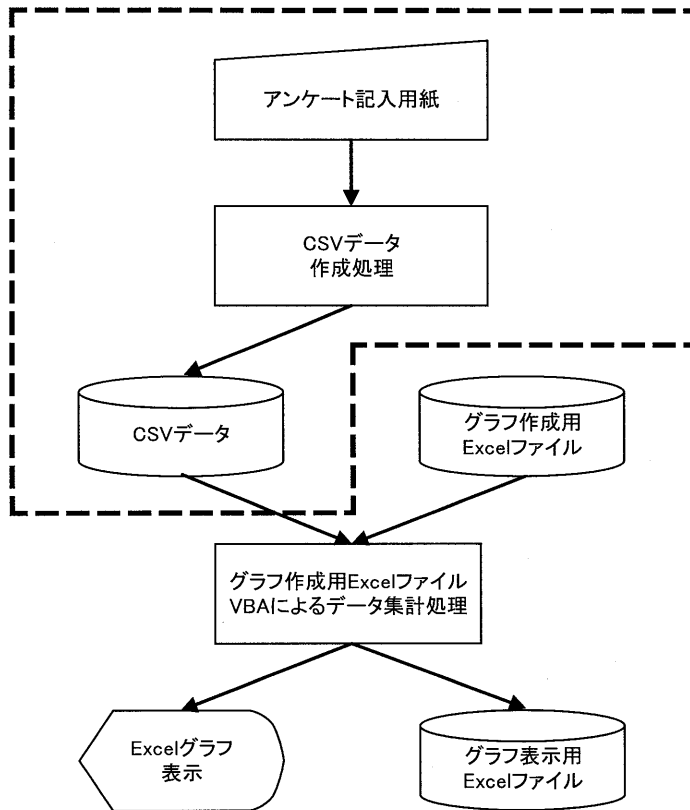 アンケート記入用紙
CSVデータ
作成処理
CSVデータ
グラフ作成用
Excelファイル
グラフ作成用Excelファイル
VBAによるデータ集計処理
Excelグラフ
表示
グラフ表示用
Excelファイル